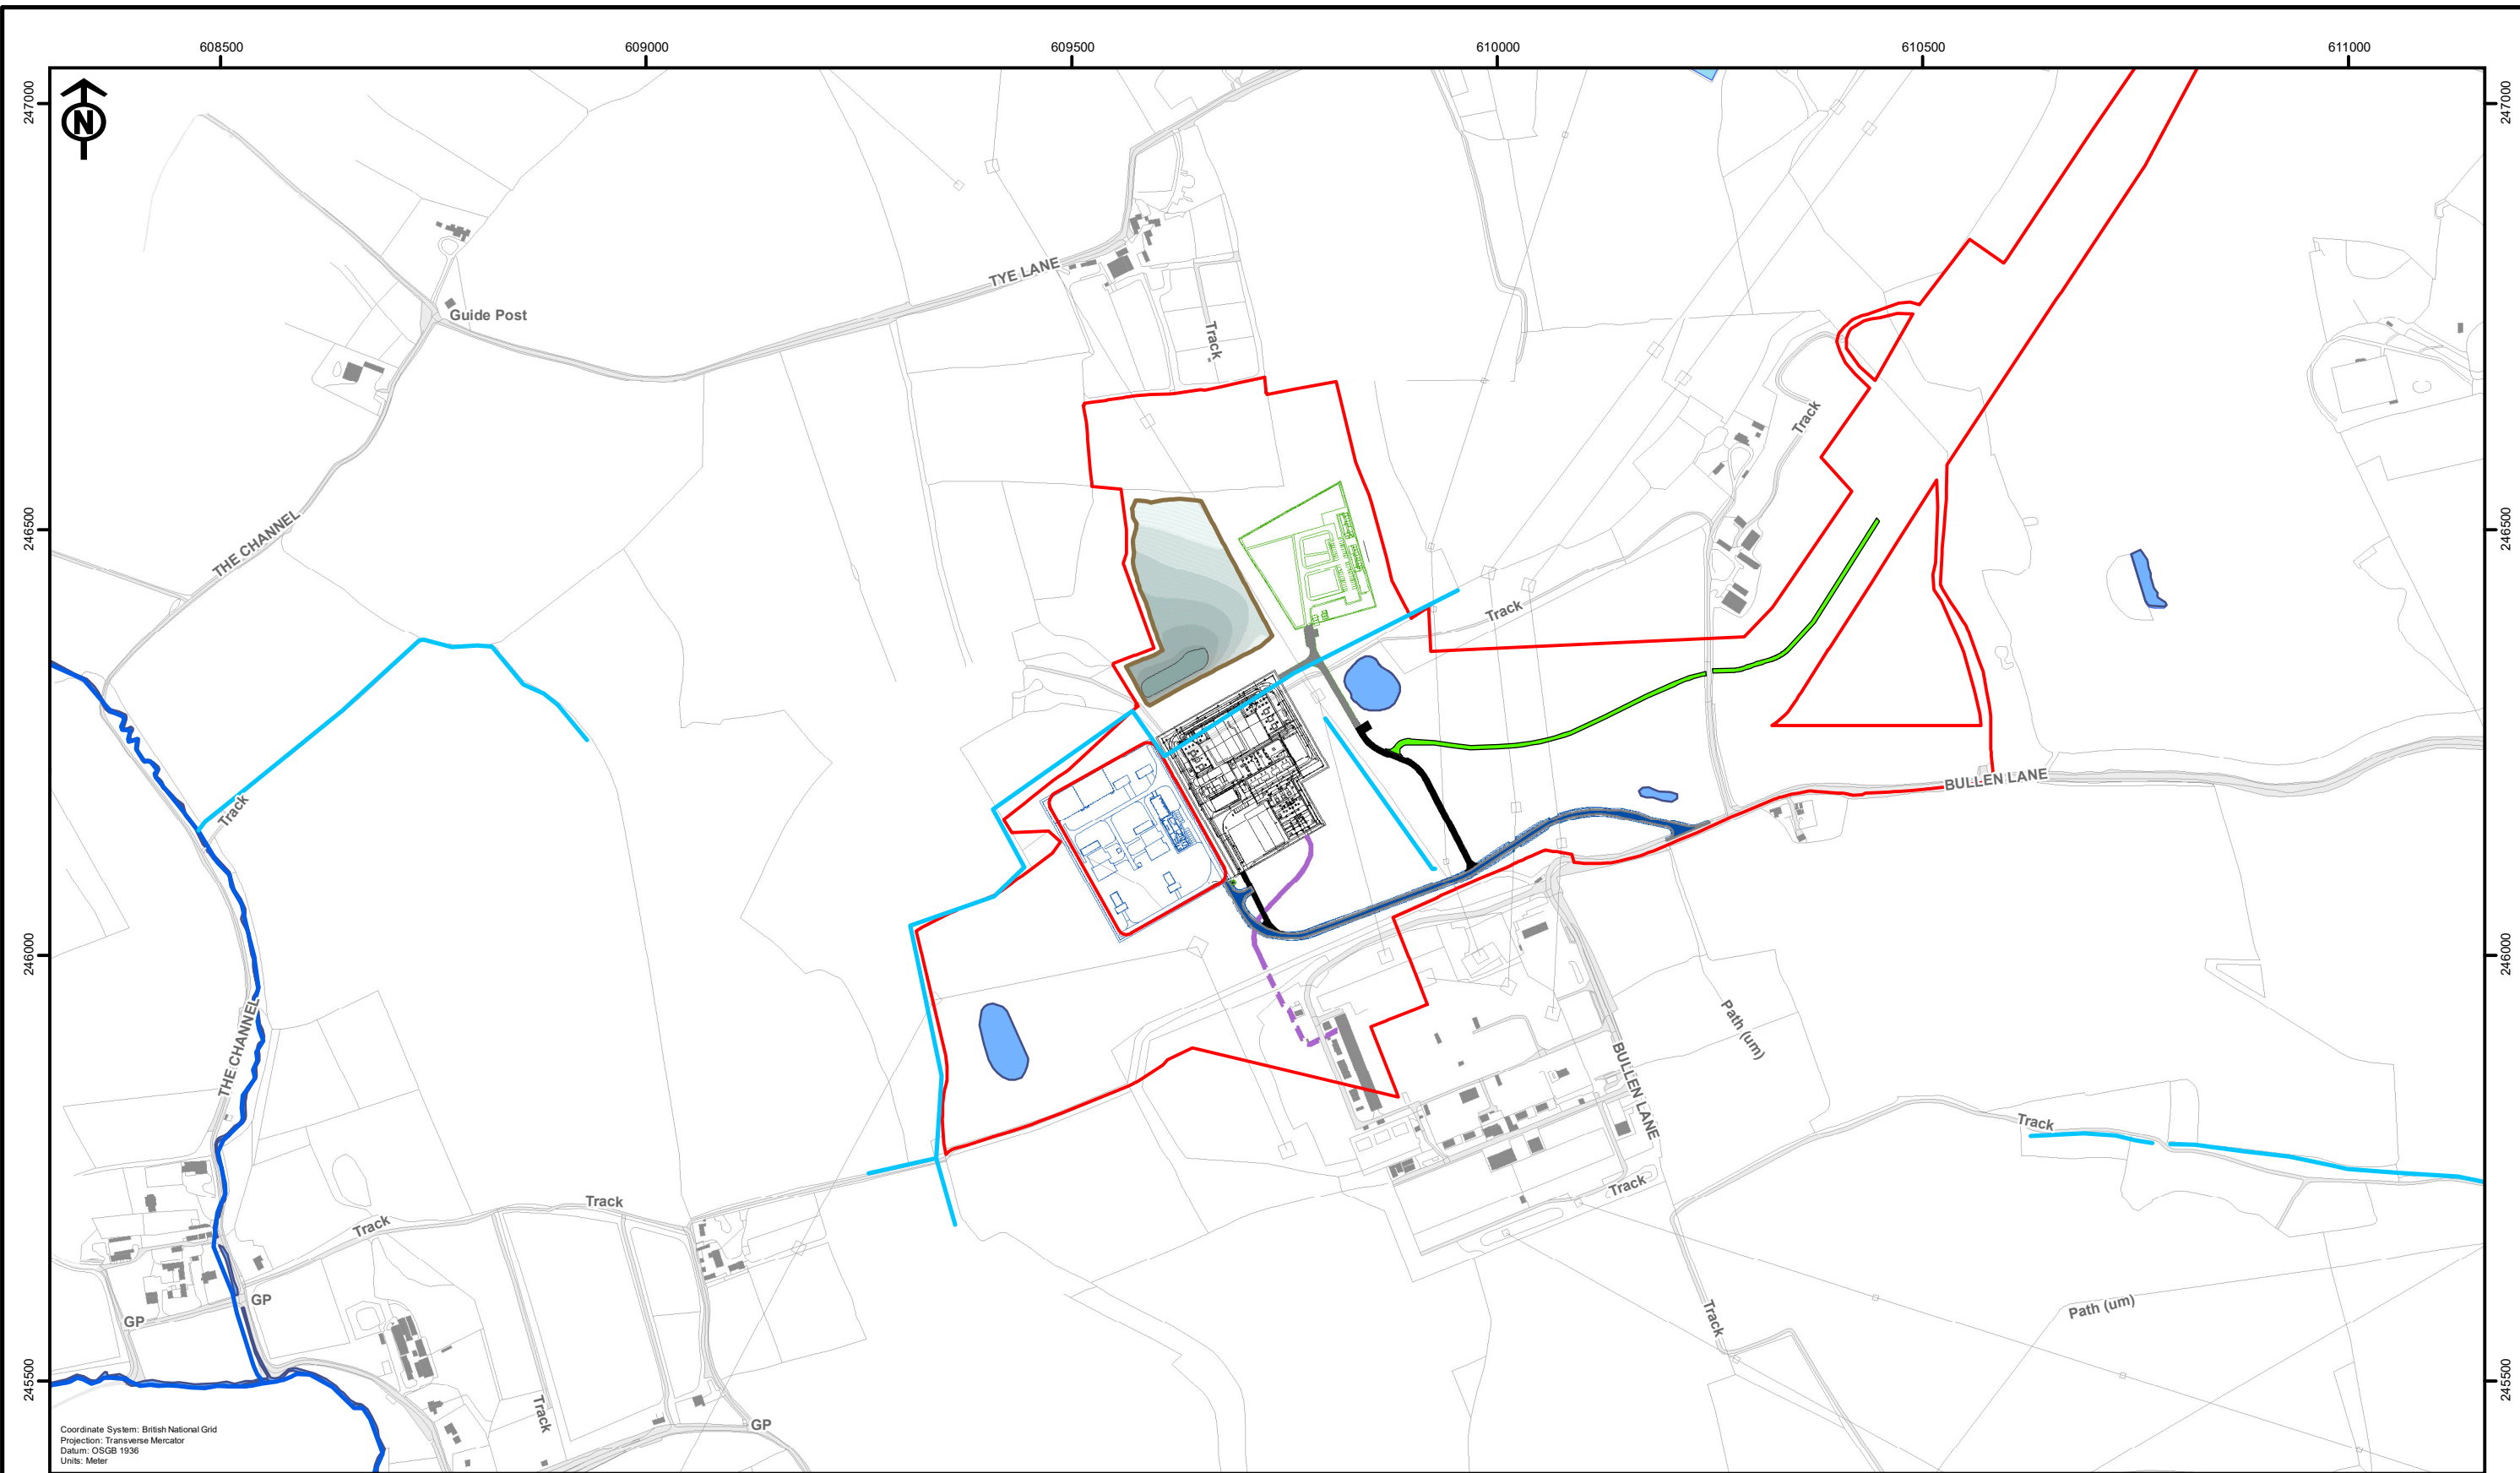 608500
609000
609500
610000
610500
611000
247000
247000
N
TYE LANE
Guide Post
Track
Track
246500
246500
THE CHANNEL
Track
Track
BULLEN LANE
246000
246000
THE CHANNEL
Path (um)
BULLEN LANE
Track
Track
Track
Track
GP
GP
Path (um)
Track
245500
245500
Track
GP
Coordinate System: British National Grid
Projection: Transverse Mercator
Datum: OSGB 1936
Units: Meter